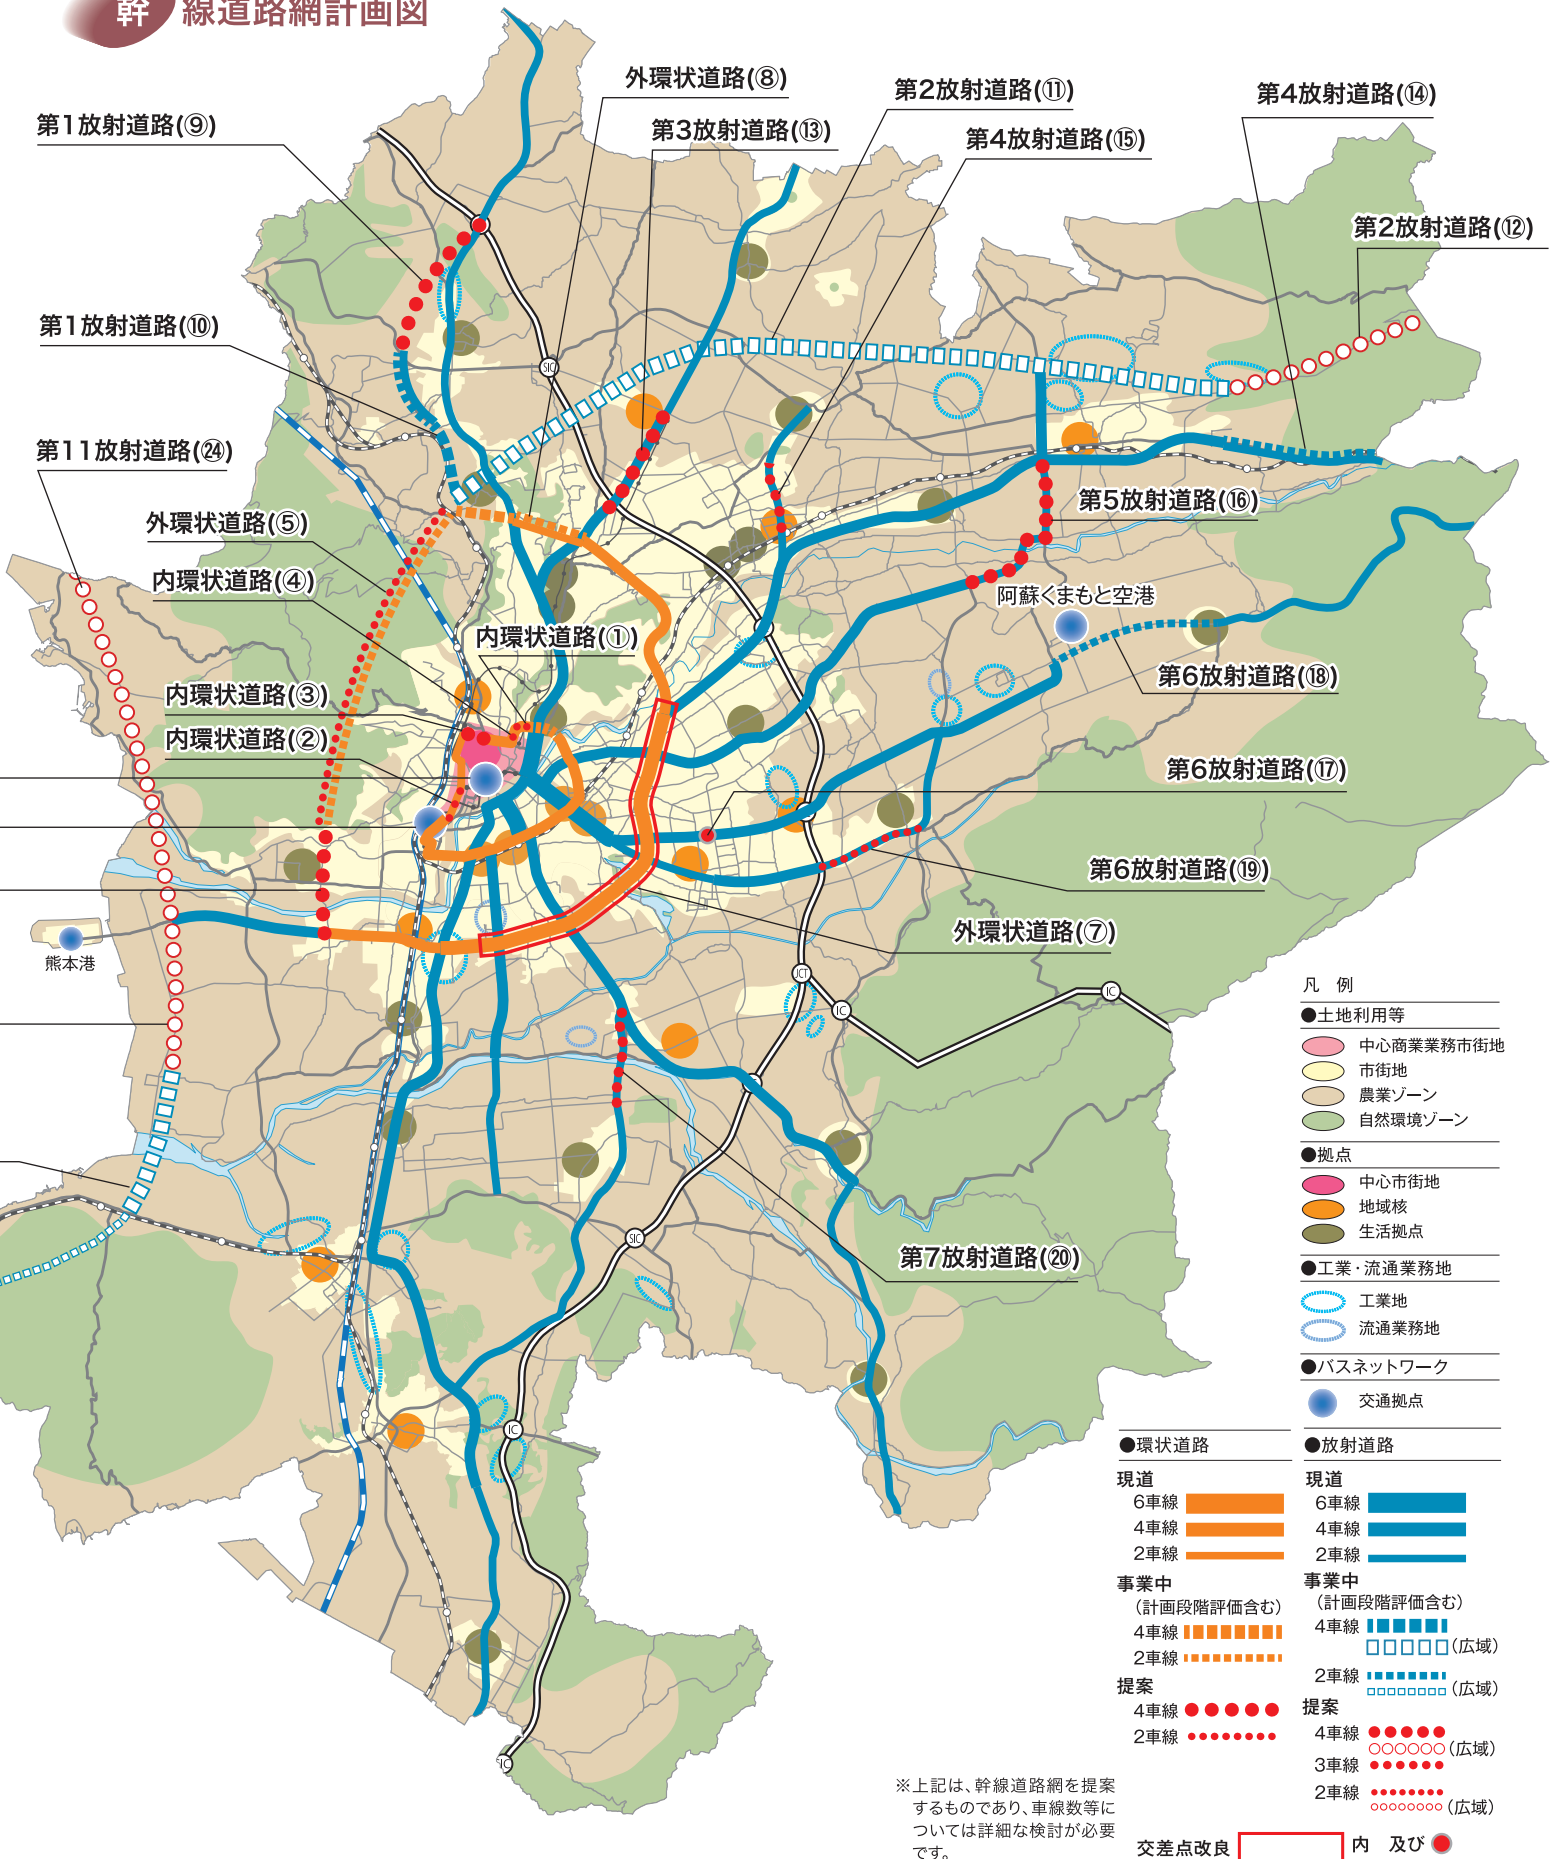 幹線道路網計画図
外環状道路(⑧)
第2放射道路(⑪)
第4放射道路(⑭)
第1放射道路(⑨)
第3放射道路(⑬)
第4放射道路(⑮)
第2放射道路(⑫)
第1放射道路(⑩)
SIC
第11放射道路(㉔)
第5放射道路(⑯)
外環状道路(⑤)
内環状道路(④)
阿蘇くまもと空港
内環状道路(①)
第6放射道路(⑱)
内環状道路(③)
内環状道路(②)
第6放射道路(⑰)
第6放射道路(⑲)
外環状道路(⑦)
熊本港
JCT
IC
IC
SIC
第7放射道路(⑳)
IC
凡 例
●土地利用等
中心商業業務市街地
市街地
農業ゾーン
自然環境ゾーン
●拠点
中心市街地
地域核
生活拠点
●工業・流通業務地
工業地
流通業務地
●バスネットワーク
交通拠点
●環状道路
現道
6車線
4車線
2車線
事業中
(計画段階評価含む)
4車線
2車線
提案
4車線
2車線
●放射道路
現道
6車線
4車線
2車線
事業中
(計画段階評価含む)
4車線
(広域)
2車線
(広域)
提案
4車線
(広域)
3車線
2車線
(広域)
※上記は、幹線道路網を提案
するものであり、車線数等に
ついては詳細な検討が必要
です。
交差点改良 内 及び